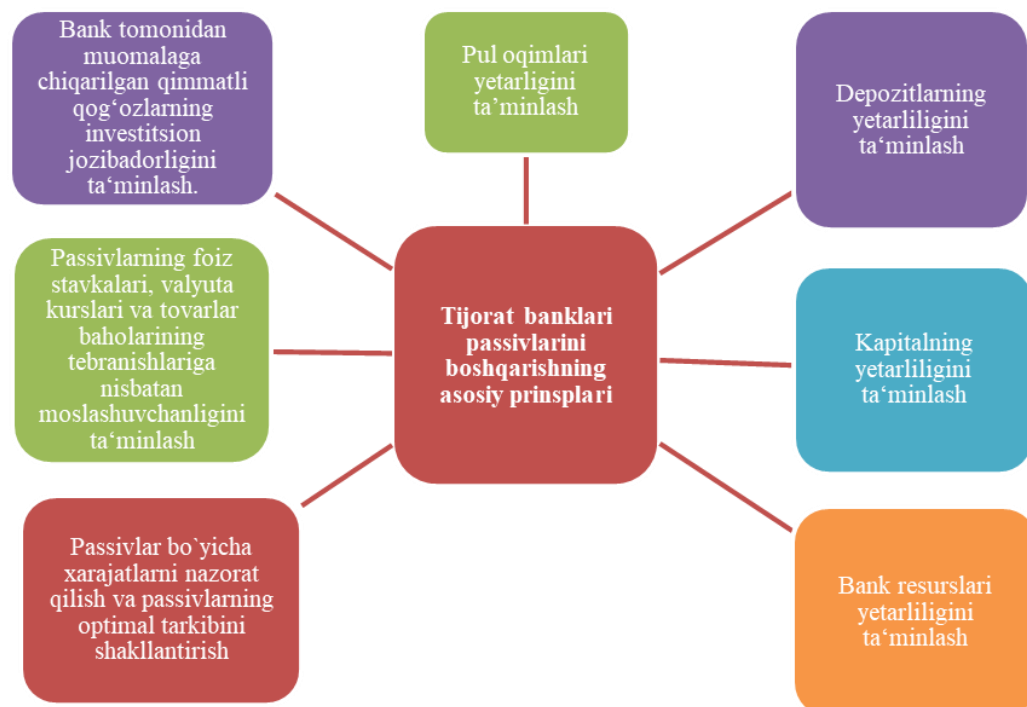 Bank tomonidan
muomalaga
chiqarilgan qimmatli
qog‘ozlarning
investitsion
jozibadorligini
ta‘minlash.
Pul oqimlari
yetarligini
ta’minlash
Depozitlarning
yetarliligini
ta‘minlash
Passivlarning foiz
stavkalari, valyuta
kurslari va tovarlar
baholarining
tebranishlariga
nisbatan
moslashuvchanligini
ta‘minlash
Tijorat banklari
passivlarini
boshqarishning
asosiy prinsplari
Kapitalning
yetarliligini
ta‘minlash
Passivlar bo`yicha
xarajatlarni nazorat
qilish va passivlarning
optimal tarkibini
shakllantirish
Bank resurslari
yetarliligini
ta‘minlash